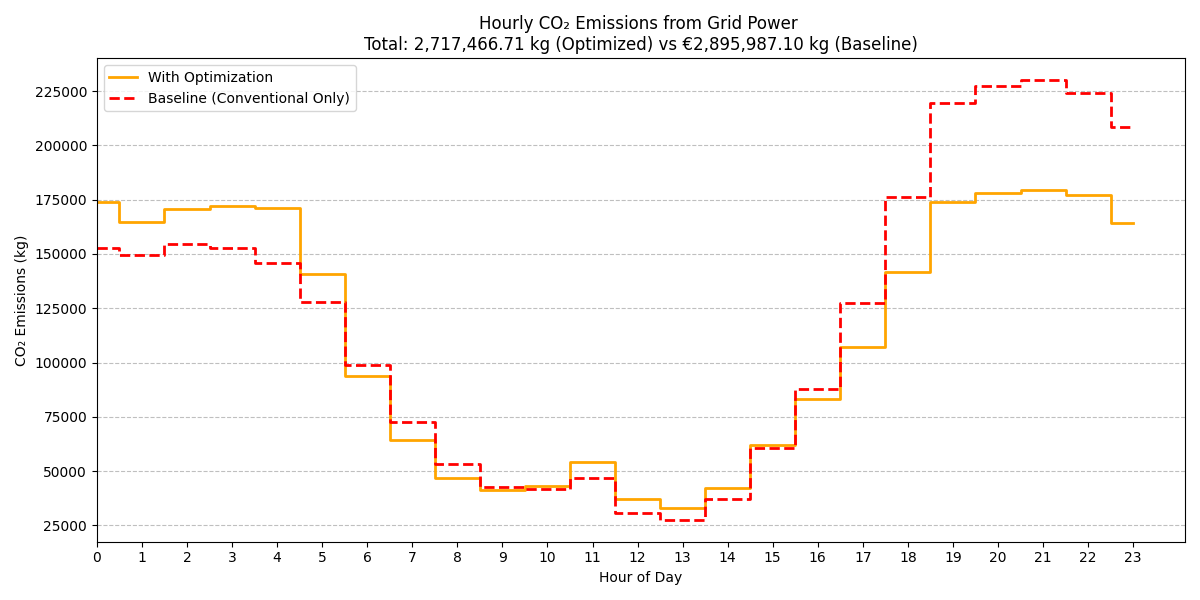 Hourly CO₂ Emissions from Grid Power
Total: 2,717,466.71 kg (Optimized) vs €2,895,987.10 kg (Baseline)
With Optimization
Baseline (Conventional Only)
CO₂ Emissions (kg)
225000
200000
175000
150000
125000
100000
75000
50000
25000
0 1 2 3 4 5 6 7 8 9 10 11 12 13 14 15 16 17 18 19 20 21 22 23
Hour of Day